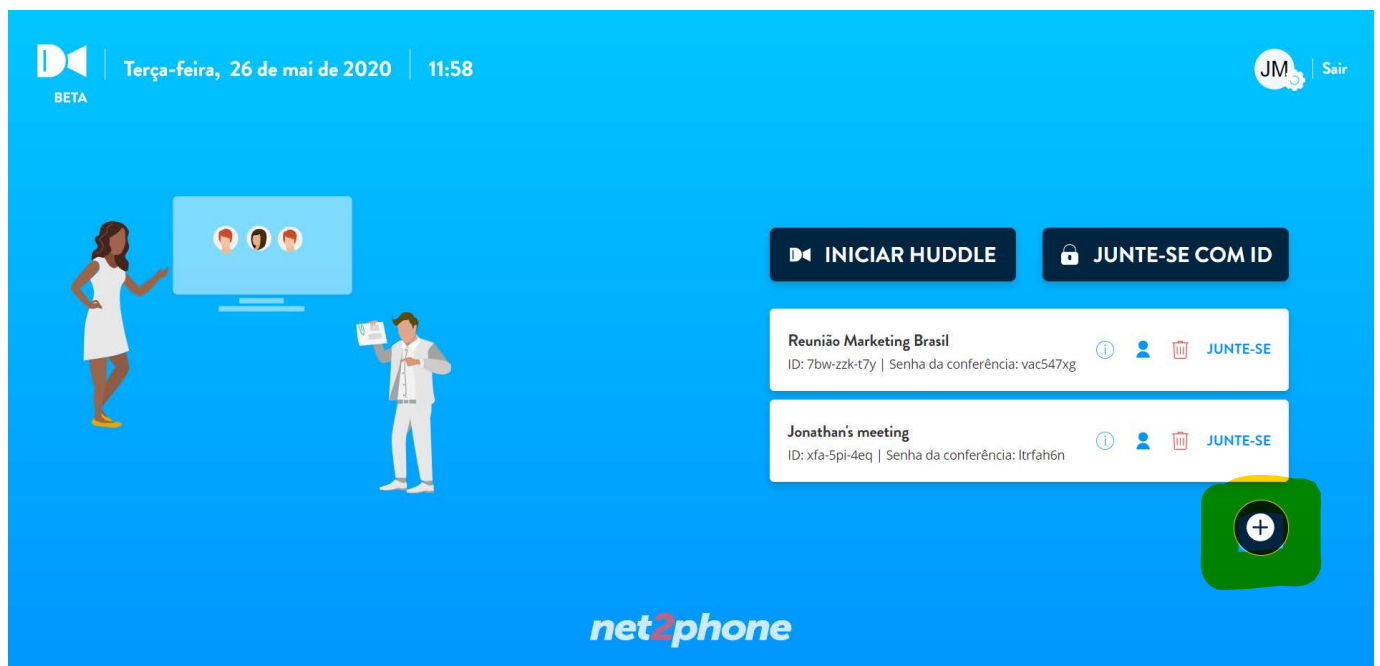 Terça-feira, 26 de mai de 2020
11:58
JM
Sair
BETA
INICIAR HUDDLE
JUNTE-SE COM ID
Reunião Marketing Brasil
ID: 7bw-zzk-t7y | Senha da conferência: vac547xg
JUNTE-SE
Jonathan's meeting
ID: xfa-5pi-4eq | Senha da conferência: ltrfah6n
JUNTE-SE
net2phone